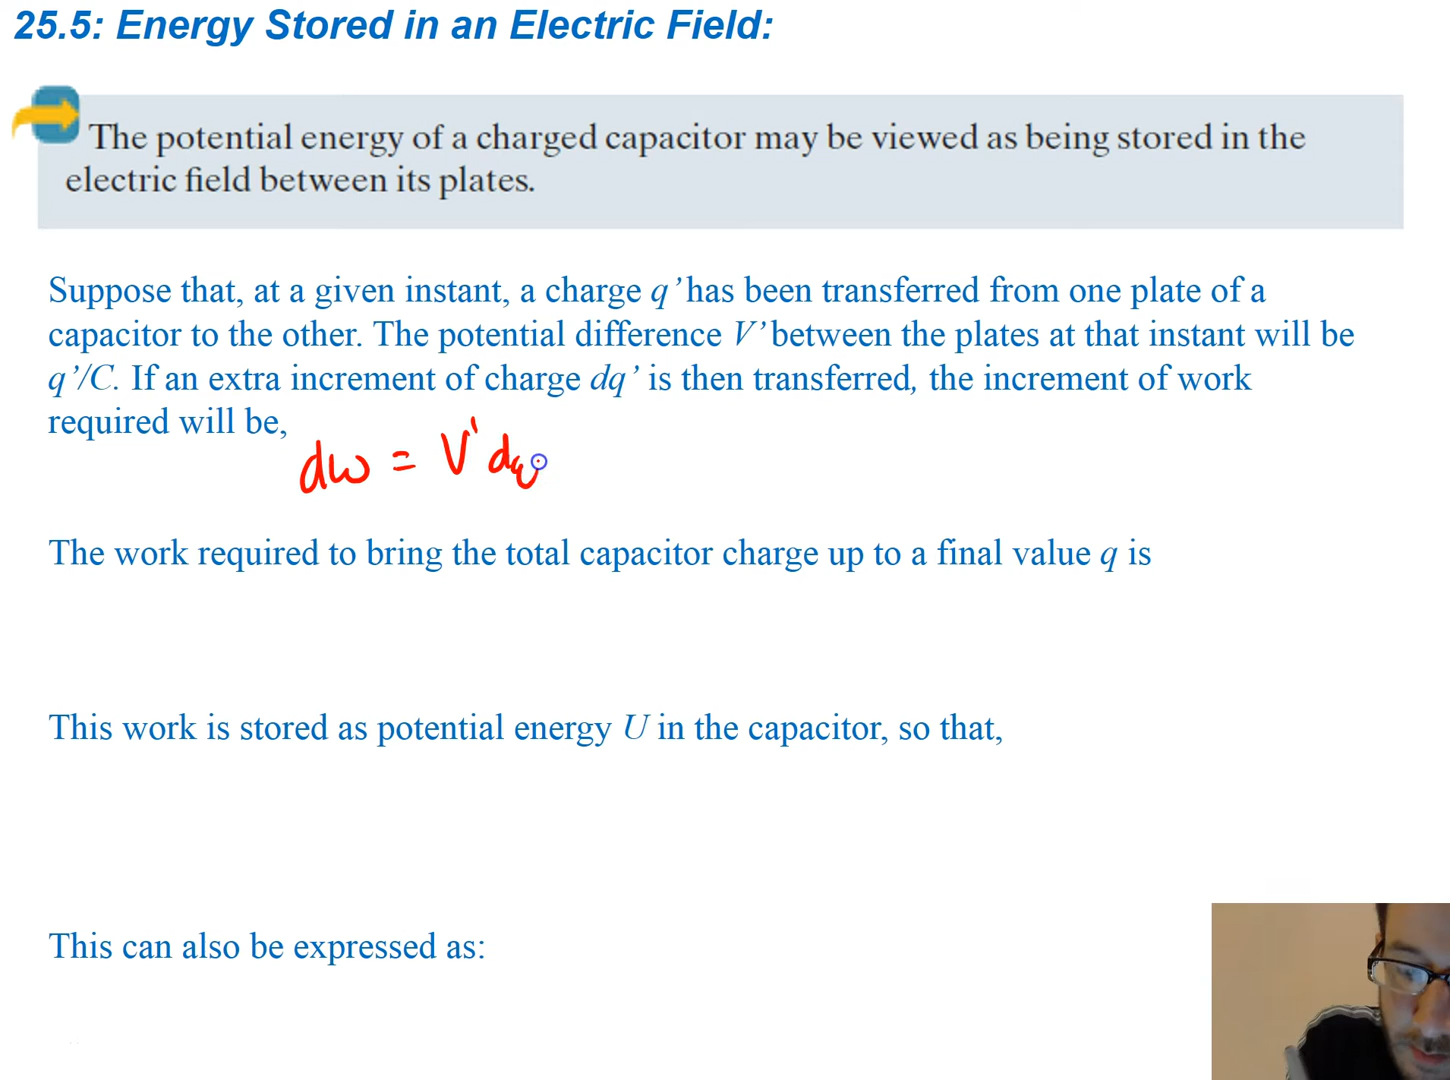 25.5: Energy Stored in an Electric Field:
The potential energy of a charged capacitor may be viewed as being stored in the
electric field between its plates.
Suppose that, at a given instant, a charge q’ has been transferred from one plate of a
capacitor to the other. The potential difference V’ between the plates at that instant will be
q’/C. If an extra increment of charge dq’ is then transferred, the increment of work
required will be,
dW = V' d
The work required to bring the total capacitor charge up to a final value q is
This work is stored as potential energy U in the capacitor, so that,
This can also be expressed as: